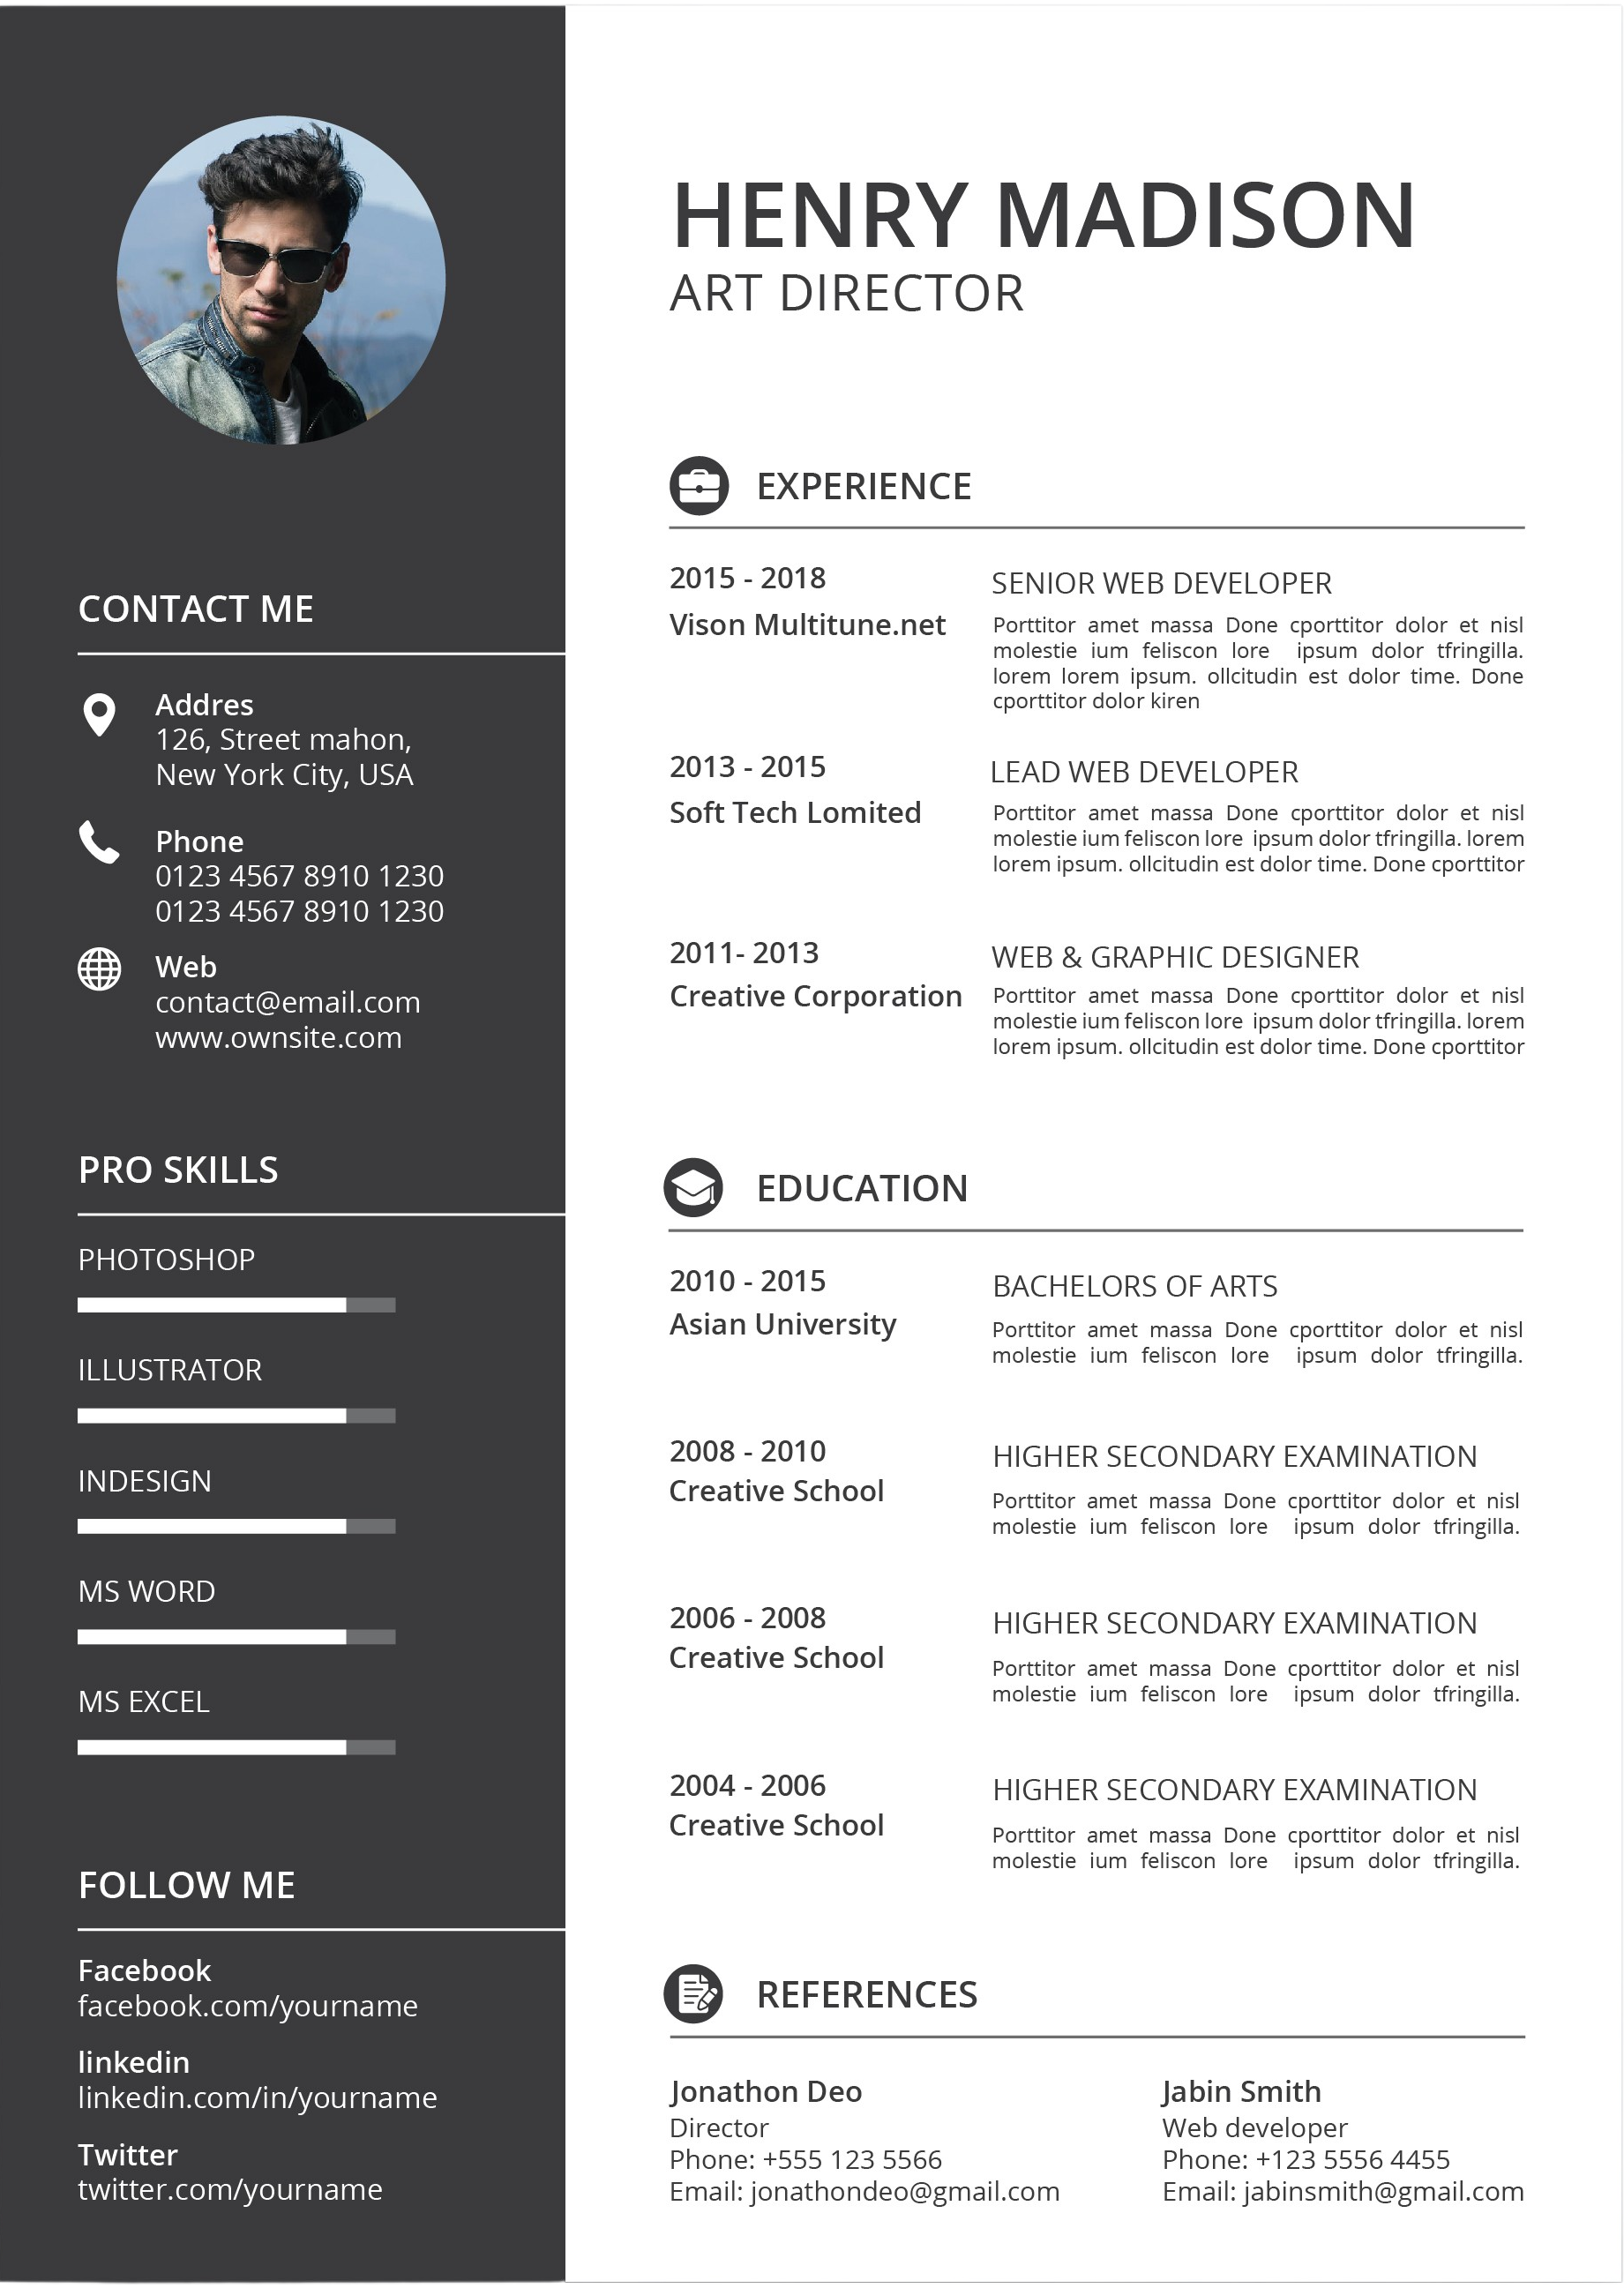 HENRY MADISON
ART DIRECTOR
CONTACT ME
Addres
126, Street mahon,
New York City, USA
Phone
0123 4567 8910 1230
0123 4567 8910 1230
Web
contact@email.com
www.ownsite.com
PRO SKILLS
PHOTOSHOP
ILLUSTRATOR
INDESIGN
MS WORD
MS EXCEL
FOLLOW ME
Facebook
facebook.com/yourname
linkedin
linkedin.com/in/yourname
Twitter
twitter.com/yourname
EXPERIENCE
2015 - 2018
Vison Multitune.net
SENIOR WEB DEVELOPER
Porttitor amet massa Done cporttitor dolor et nisl
molestie ium feliscon lore ipsum dolor tfringilla.
lorem lorem ipsum. ollcitudin est dolor time. Done
cporttitor dolor kiren
2013 - 2015
Soft Tech Lomited
LEAD WEB DEVELOPER
Porttitor amet massa Done cporttitor dolor et nisl
molestie ium feliscon lore ipsum dolor tfringilla. lorem
lorem ipsum. ollcitudin est dolor time. Done cporttitor
2011- 2013
Creative Corporation
WEB & GRAPHIC DESIGNER
Porttitor amet massa Done cporttitor dolor et nisl
molestie ium feliscon lore ipsum dolor tfringilla. lorem
lorem ipsum. ollcitudin est dolor time. Done cporttitor
EDUCATION
2010 - 2015
Asian University
BACHELORS OF ARTS
Porttitor amet massa Done cporttitor dolor et nisl
molestie ium feliscon lore ipsum dolor tfringilla.
2008 - 2010
Creative School
HIGHER SECONDARY EXAMINATION
Porttitor amet massa Done cporttitor dolor et nisl
molestie ium feliscon lore ipsum dolor tfringilla.
2006 - 2008
Creative School
HIGHER SECONDARY EXAMINATION
Porttitor amet massa Done cporttitor dolor et nisl
molestie ium feliscon lore ipsum dolor tfringilla.
2004 - 2006
Creative School
HIGHER SECONDARY EXAMINATION
Porttitor amet massa Done cporttitor dolor et nisl
molestie ium feliscon lore ipsum dolor tfringilla.
REFERENCES
Jonathon Deo
Director
Phone: +555 123 5566
Email: jonathondeo@gmail.com
Jabin Smith
Web developer
Phone: +123 5556 4455
Email: jabinsmith@gmail.com